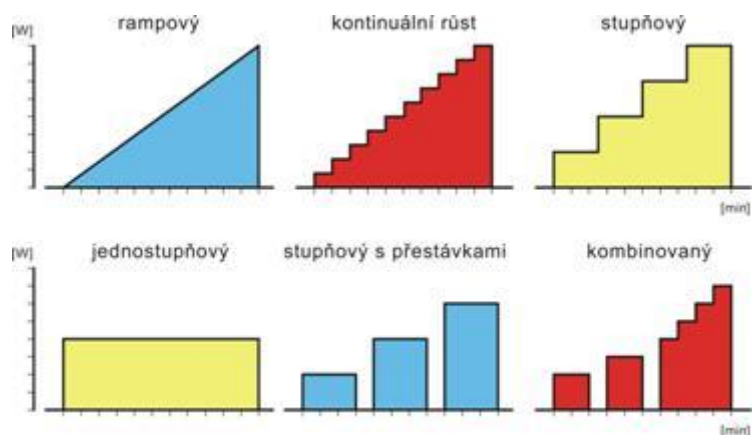 [W]
rampový
kontinuální růst
stupňový
[min]
[W]
jednostupňový
stupňový s přestávkami
kombinovaný
[min]